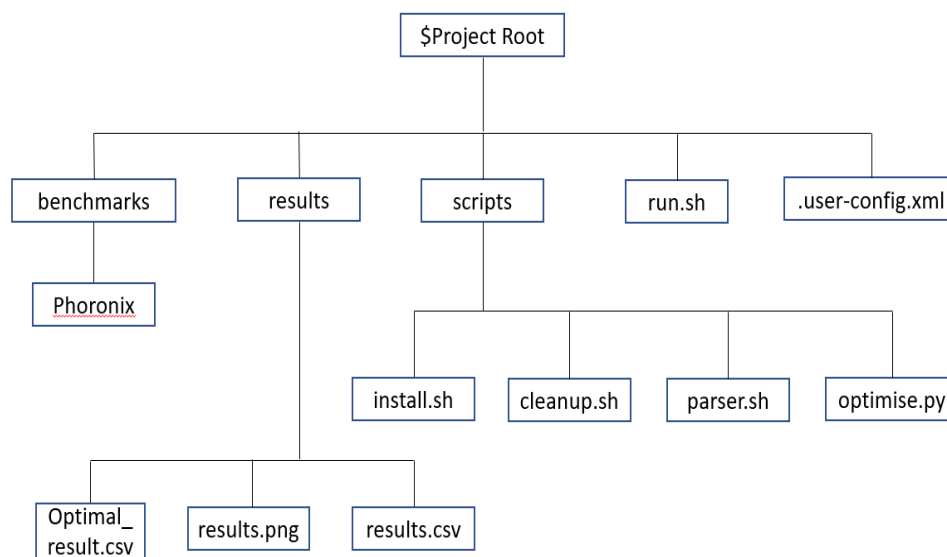 $Project Root
benchmarks
results
scripts
run.sh
.user-config.xml
Phoronix
install.sh
cleanup.sh
parser.sh
optimise.py
Optimal_
result.csv
results.png
results.csv